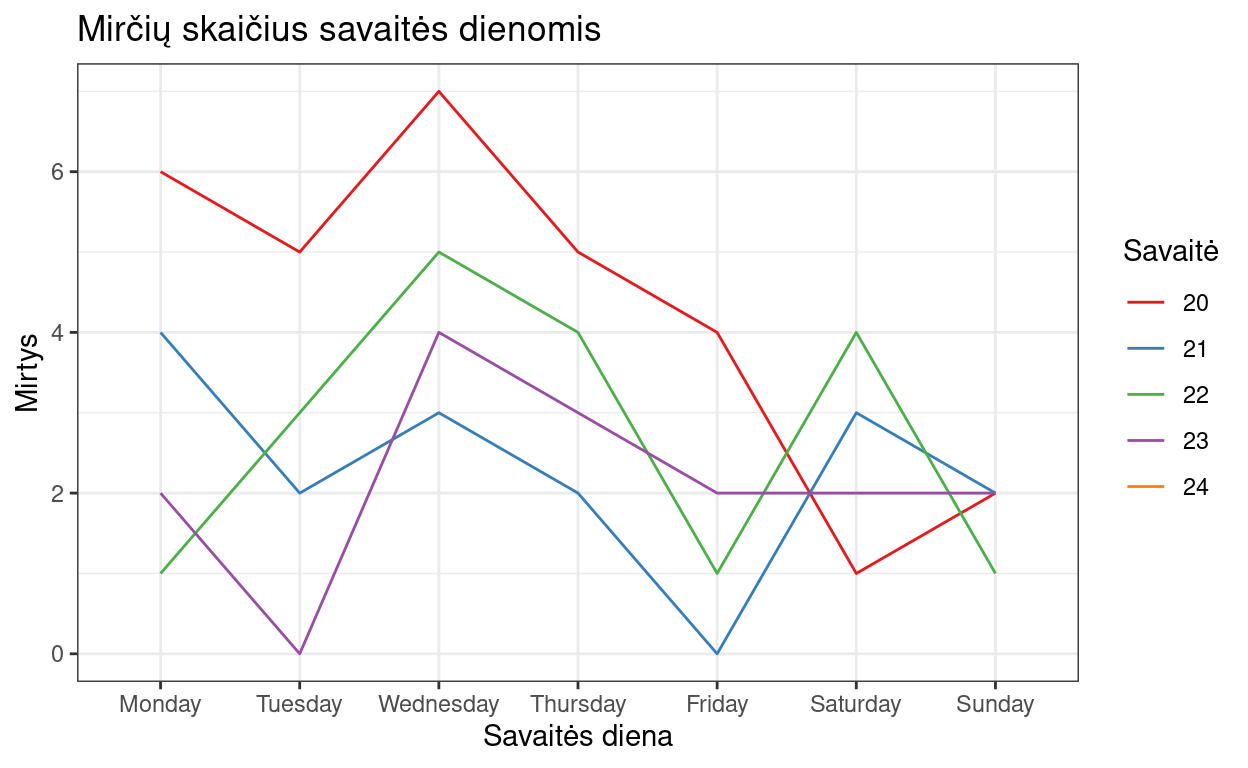 Mirčių skaičius savaitės dienomis
Mirtys
6
4
2
0
Monday Tuesday Wednesday Thursday Friday Saturday Sunday
Savaitės diena
Savaitė
20
21
22
23
24